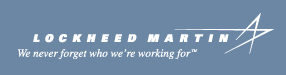 LOCKHEED MARTIN
We never forget who we're working for™